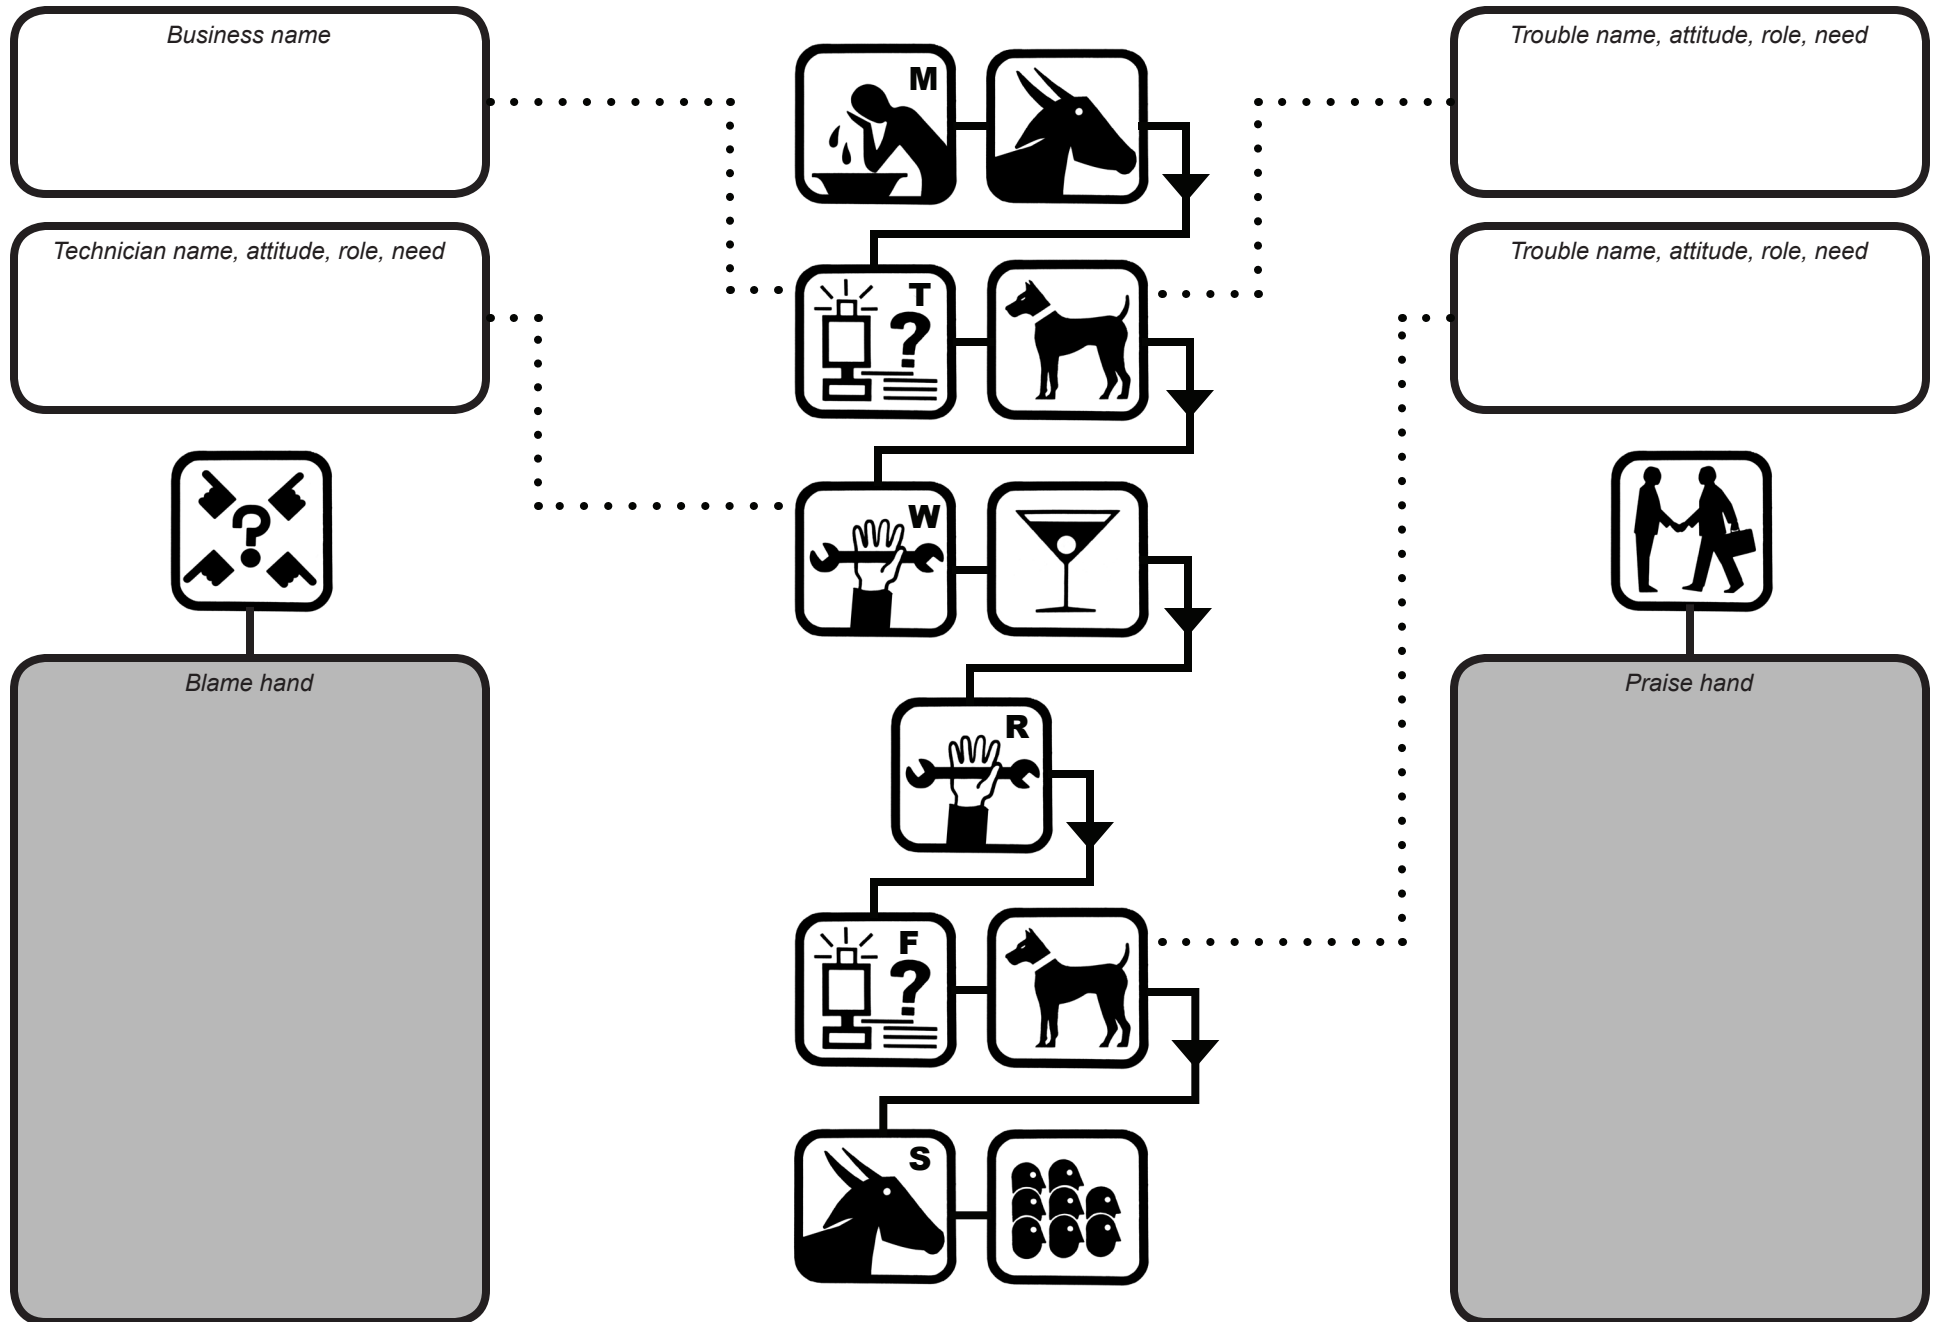 Business name
Trouble name, attitude, role, need
M
Technician name, attitude, role, need
Trouble name, attitude, role, need
T
?
W
?
Blame hand
Praise hand
R
F
?
S